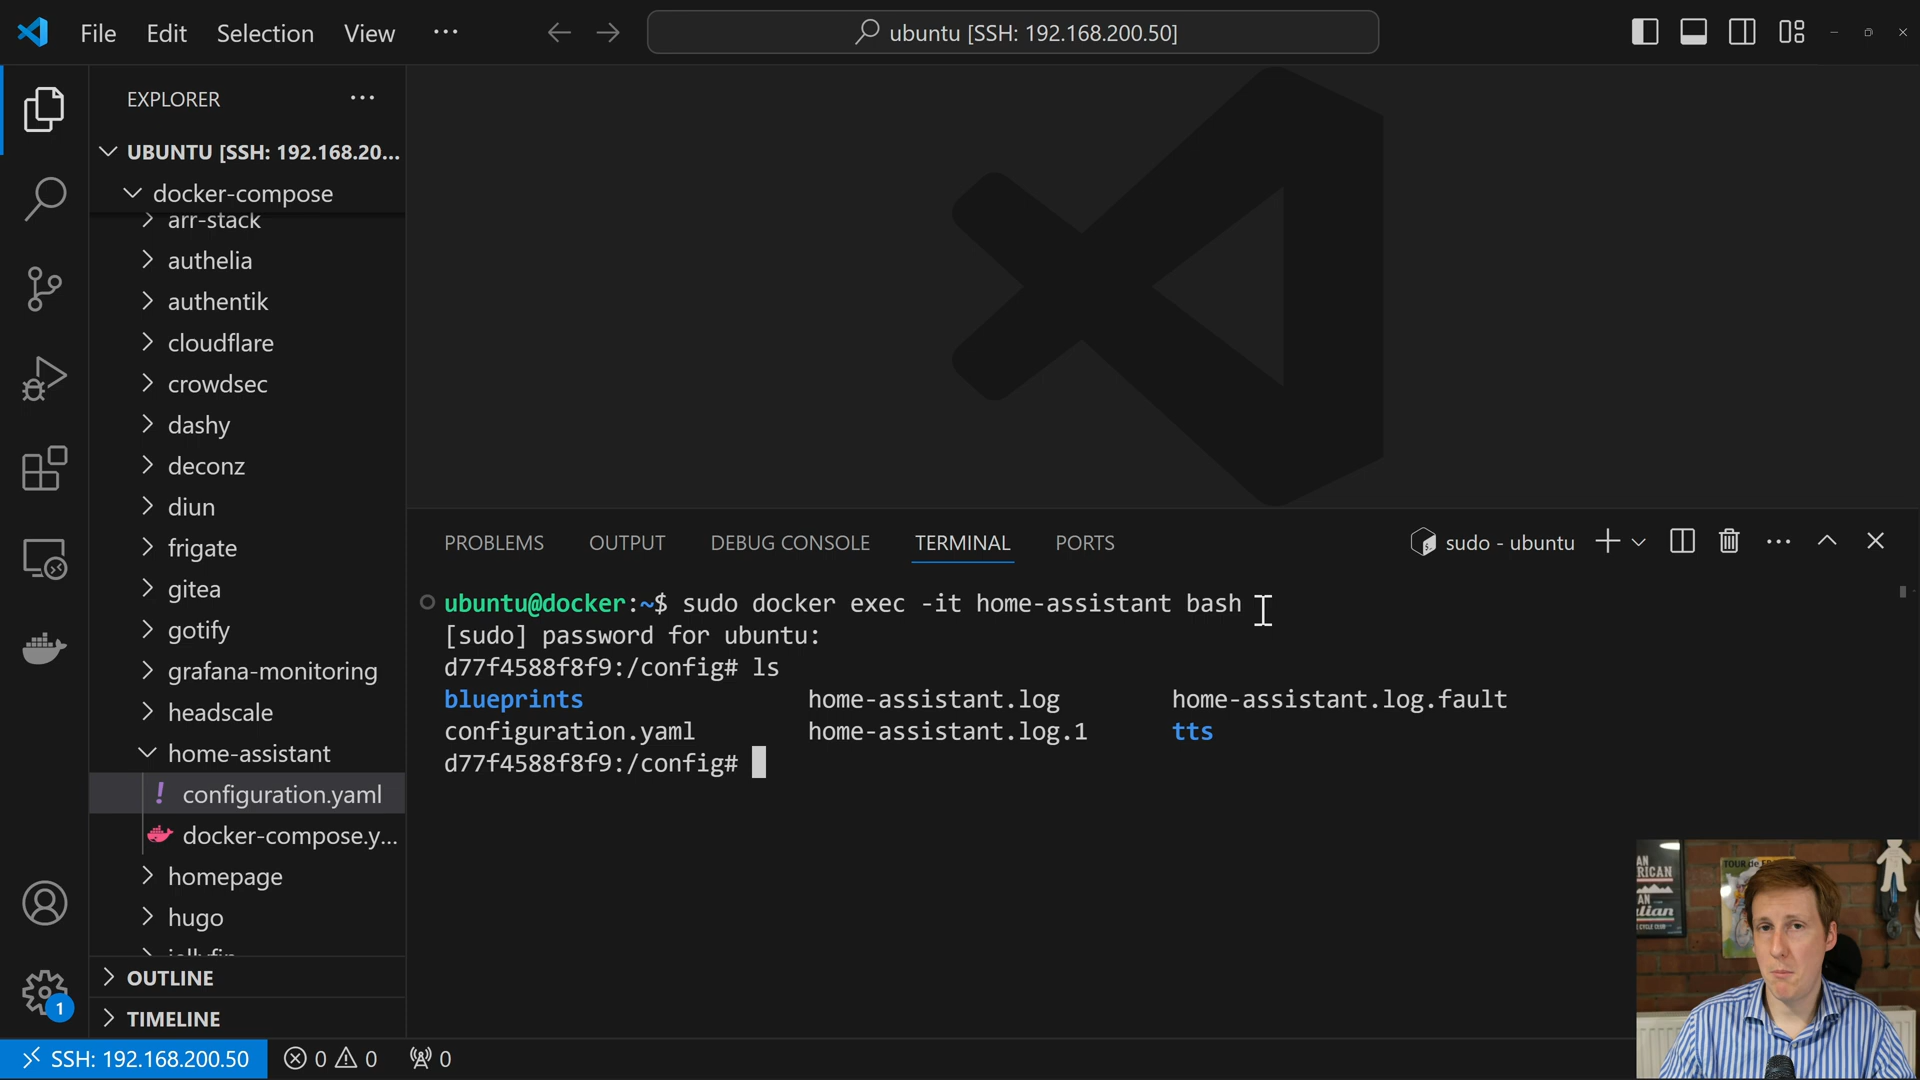 File Edit Selection View ···
ubuntu [SSH: 192.168.200.50]
EXPLORER ···
UBUNTU [SSH: 192.168.20...
docker-compose
arr-stack
authelia
authentik
cloudflare
crowdsec
dashy
deconz
diun
frigate
gitea
gotify
grafana-monitoring
headscale
home-assistant
! configuration.yaml
docker-compose.y...
homepage
hugo
OUTLINE
TIMELINE
1
PROBLEMS OUTPUT DEBUG CONSOLE TERMINAL PORTS
sudo - ubuntu
ubuntu@docker:~$ sudo docker exec -it home-assistant bash
[sudo] password for ubuntu:
d77f4588f8f9:/config# ls
blueprints home-assistant.log home-assistant.log.fault
configuration.yaml home-assistant.log.1 tts
d77f4588f8f9:/config#
TOUR de
SSH: 192.168.200.50 0 0 0